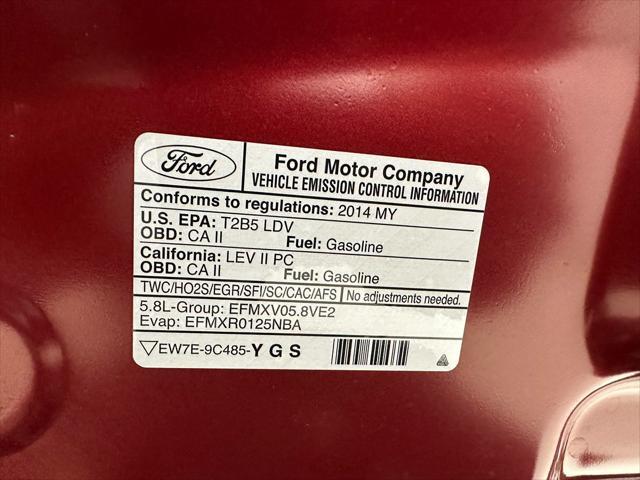 Ford
Ford Motor Company
VEHICLE EMISSION CONTROL INFORMATION
Conforms to regulations: 2014 MY
U.S. EPA: T2B5 LDV
OBD: CA II Fuel: Gasoline
California: LEV II PC
OBD: CA II Fuel: Gasoline
TWC/HO2S/EGR/SFI/SC/CAC/AFS No adjustments needed.
5.8L-Group: EFMXV05.8VE2
Evap: EFMXR0125NBA
EW7E-9C485-Y G S